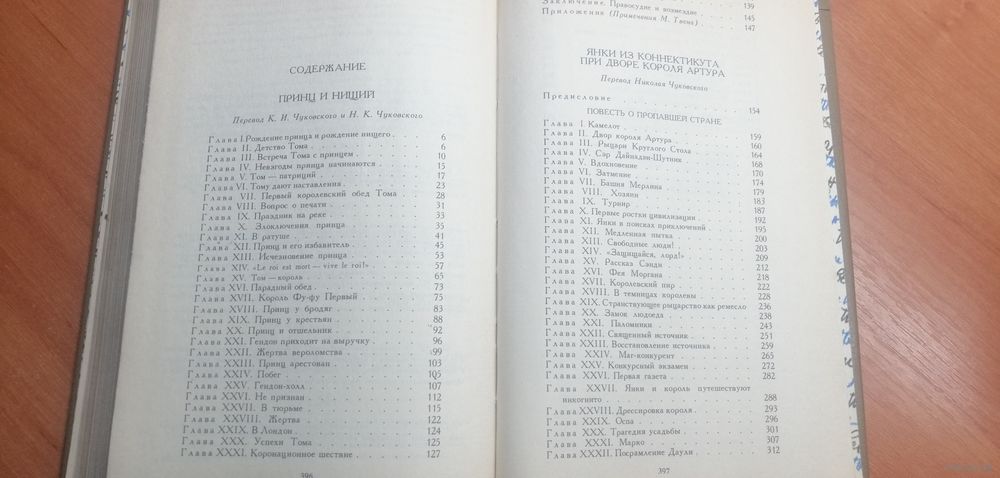 СОДЕРЖАНИЕ
ПРИНЦ И НИЩИЙ
Перевод К. И. Чуковского и Н. К. Чуковского
Глава I. Рождение принца и рождение нищего . . . 6
Глава II. Детство Тома . . . 6
Глава III. Встреча Тома с принцем . . . 10
Глава IV. Невзгоды принца начинаются . . . 15
Глава V. Том — патриций . . . 17
Глава VI. Тому дают наставления . . . 23
Глава VII. Первый королевский обед Тома . . . 28
Глава VIII. Вопрос о печати . . . 31
Глава IX. Праздник на реке . . . 33
Глава X. Злоключения принца . . . 35
Глава XI. В ратуше . . . 41
Глава XII. Принц и его избавитель . . . 45
Глава XIII. Исчезновение принца . . . 53
Глава XIV. «Le roi est mort — vive le roi!» . . . 57
Глава XV. Том — король . . . 65
Глава XVI. Парадный обед . . . 73
Глава XVII. Король Фу-фу Первый . . . 75
Глава XVIII. Принц у бродяг . . . 83
Глава XIX. Принц у крестьян . . . 88
Глава XX. Принц и отшельник . . . 92
Глава XXI. Гендон приходит на выручку . . . 96
Глава XXII. Жертва вероломства . . . 99
Глава XXIII. Принц арестован . . . 103
Глава XXIV. Побег . . . 105
Глава XXV. Гендон-холл . . . 107
Глава XXVI. Не признан . . . 112
Глава XXVII. В тюрьме . . . 115
Глава XXVIII. Жертва . . . 122
Глава XXIX. В Лондон . . . 124
Глава XXX. Успехи Тома . . . 125
Глава XXXI. Коронационное шествие . . . 127
396
139
Заключение. Правосудие и возмездие . . . 145
Приложения (Примечания М. Твена) . . . 147
ЯНКИ ИЗ КОННЕКТИКУТА
ПРИ ДВОРЕ КОРОЛЯ АРТУРА
Перевод Николая Чуковского
Предисловие . . . 154
ПОВЕСТЬ О ПРОПАВШЕЙ СТРАНЕ
Глава I. Камелот . . . 159
Глава II. Двор короля Артура . . . 160
Глава III. Рыцари Круглого Стола . . . 164
Глава IV. Сэр Дайнадэн-Шутник . . . 168
Глава V. Вдохновение . . . 170
Глава VI. Затмение . . . 174
Глава VII. Башня Мерлина . . . 179
Глава VIII. Хозяин . . . 183
Глава IX. Турнир . . . 187
Глава X. Первые ростки цивилизации . . . 192
Глава XI. Янки в поисках приключений . . . 195
Глава XII. Медленная пытка . . . 200
Глава XIII. Свободные люди! . . . 203
Глава XIV. «Защищайся, лорд!» . . . 209
Глава XV. Рассказ Сэнди . . . 212
Глава XVI. Фея Моргана . . . 218
Глава XVII. Королевский пир . . . 222
Глава XVIII. В темницах королевы . . . 228
Глава XIX. Странствующее рыцарство как ремесло 236
Глава XX. Замок людоеда . . . 238
Глава XXI. Паломники . . . 243
Глава XXII. Священный источник . . . 251
Глава XXIII. Восстановление источника . . . 259
Глава XXIV. Маг-конкурент . . . 265
Глава XXV. Конкурсный экзамен . . . 272
Глава XXVI. Первая газета . . . 282
Глава XXVII. Янки и король путешествуют
инкогнито . . . 288
Глава XXVIII. Дрессировка короля . . . 293
Глава XXIX. Оспа . . . 296
Глава XXX. Трагедия усадьбы . . . 301
Глава XXXI. Марко . . . 307
Глава XXXII. Посрамление Даули . . . 312
397